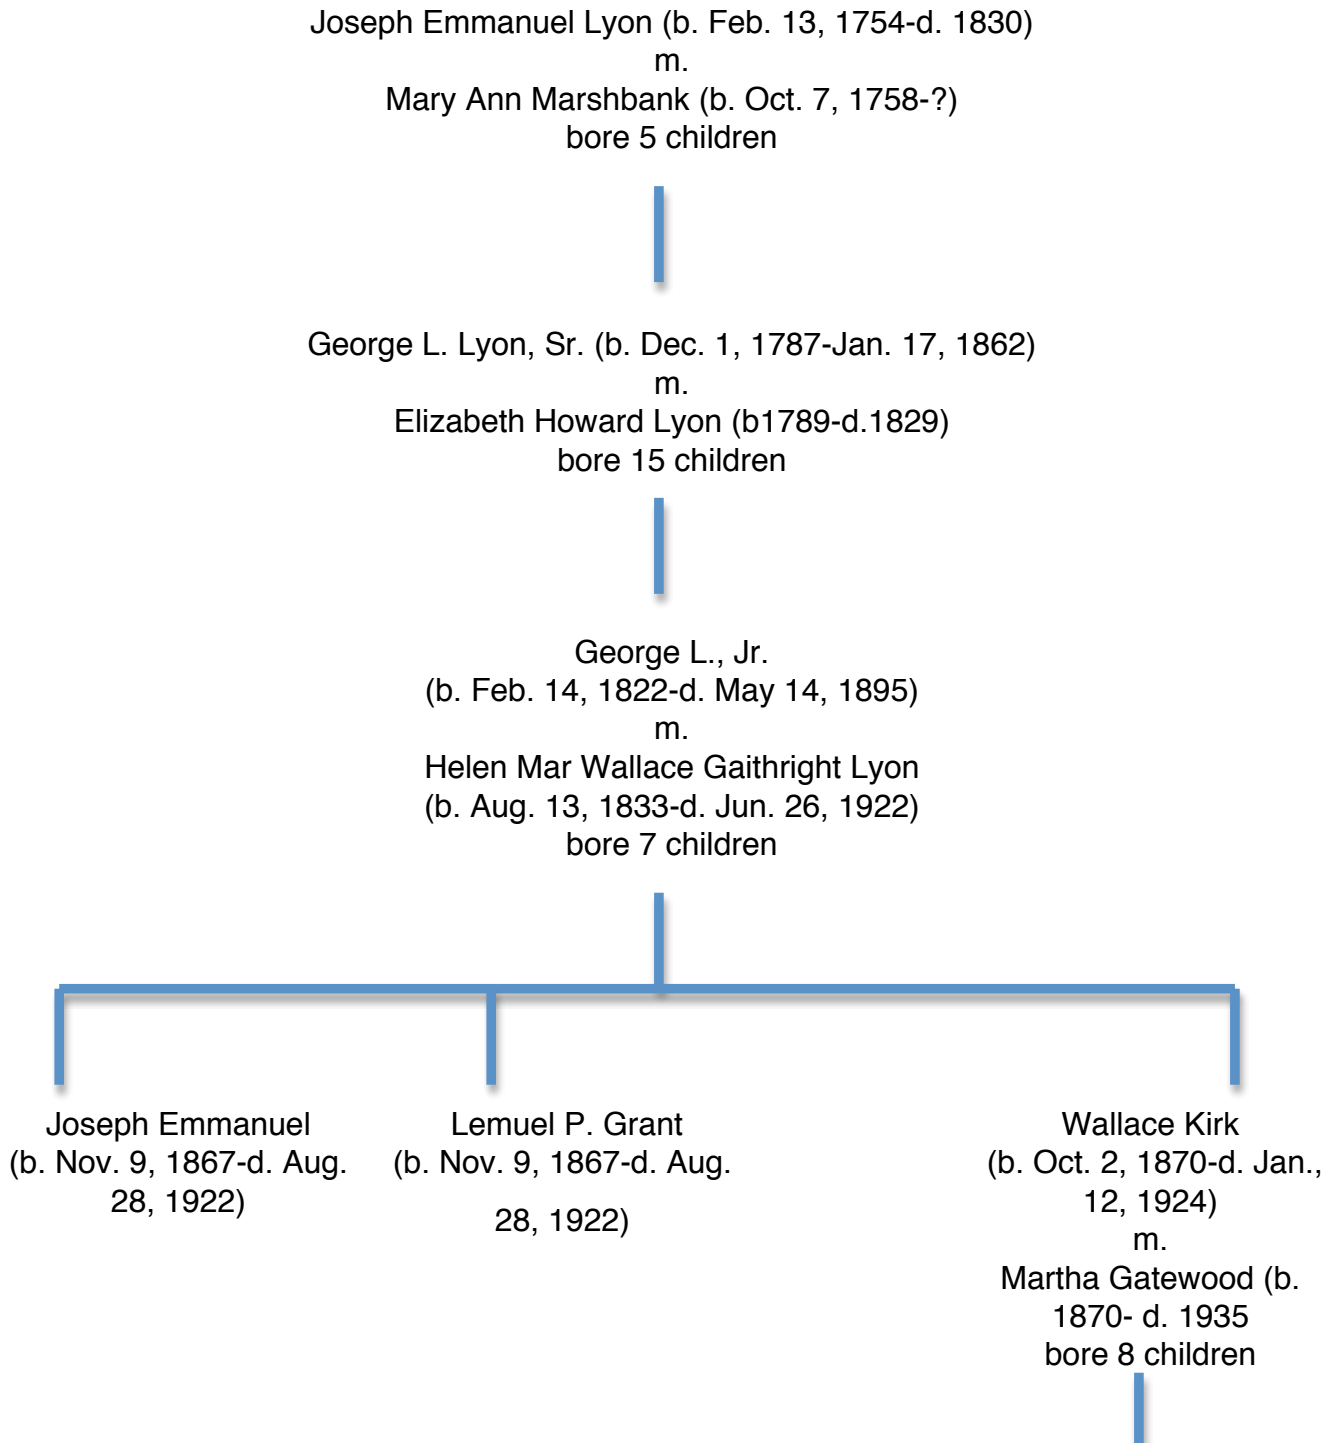 Joseph Emmanuel Lyon (b. Feb. 13, 1754-d. 1830)
m.
Mary Ann Marshbank (b. Oct. 7, 1758-?)
bore 5 children
George L. Lyon, Sr. (b. Dec. 1, 1787-Jan. 17, 1862)
m.
Elizabeth Howard Lyon (b1789-d.1829)
bore 15 children
George L., Jr.
(b. Feb. 14, 1822-d. May 14, 1895)
m.
Helen Mar Wallace Gaithright Lyon
(b. Aug. 13, 1833-d. Jun. 26, 1922)
bore 7 children
Joseph Emmanuel
(b. Nov. 9, 1867-d. Aug.
28, 1922)
Lemuel P. Grant
(b. Nov. 9, 1867-d. Aug.
28, 1922)
Wallace Kirk
(b. Oct. 2, 1870-d. Jan.,
12, 1924)
m.
Martha Gatewood (b.
1870- d. 1935
bore 8 children